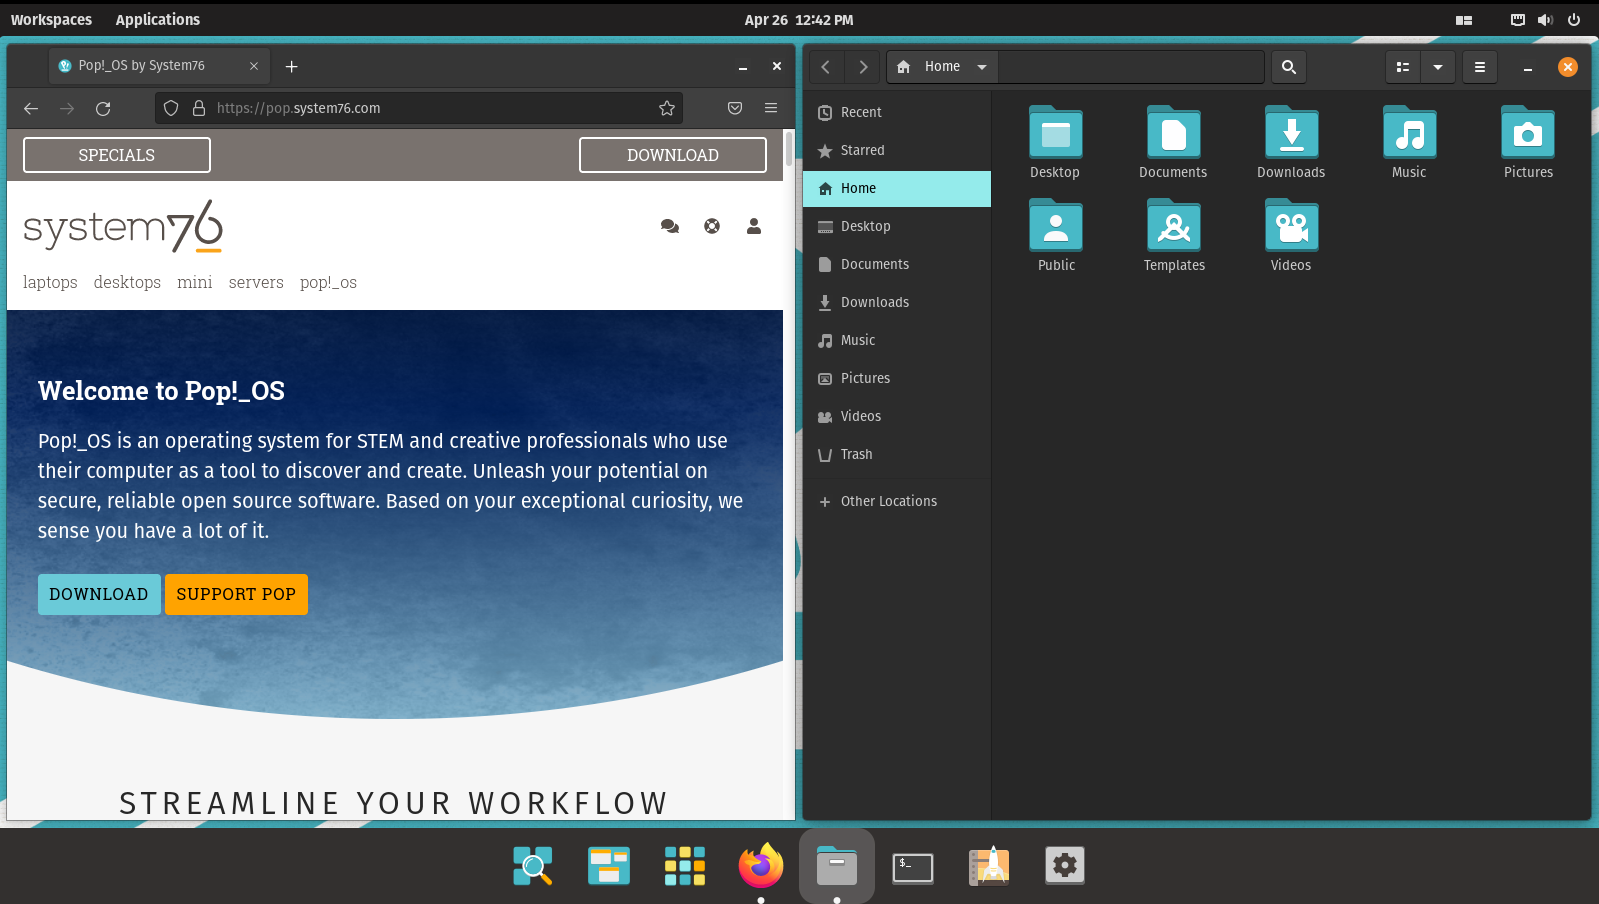 Workspaces Applications Apr 26 12:42 PM
Pop!_OS by System76
https://pop.system76.com
SPECIALS DOWNLOAD
system76
laptops desktops mini servers pop!_os
Welcome to Pop!_OS
Pop!_OS is an operating system for STEM and creative professionals who use
their computer as a tool to discover and create. Unleash your potential on
secure, reliable open source software. Based on your exceptional curiosity, we
sense you have a lot of it.
DOWNLOAD SUPPORT POP
STREAMLINE YOUR WORKFLOW
Home
Recent
Starred
Home
Desktop
Documents
Downloads
Music
Pictures
Videos
Trash
Other Locations
Desktop Documents Downloads Music Pictures
Public Templates Videos
$_